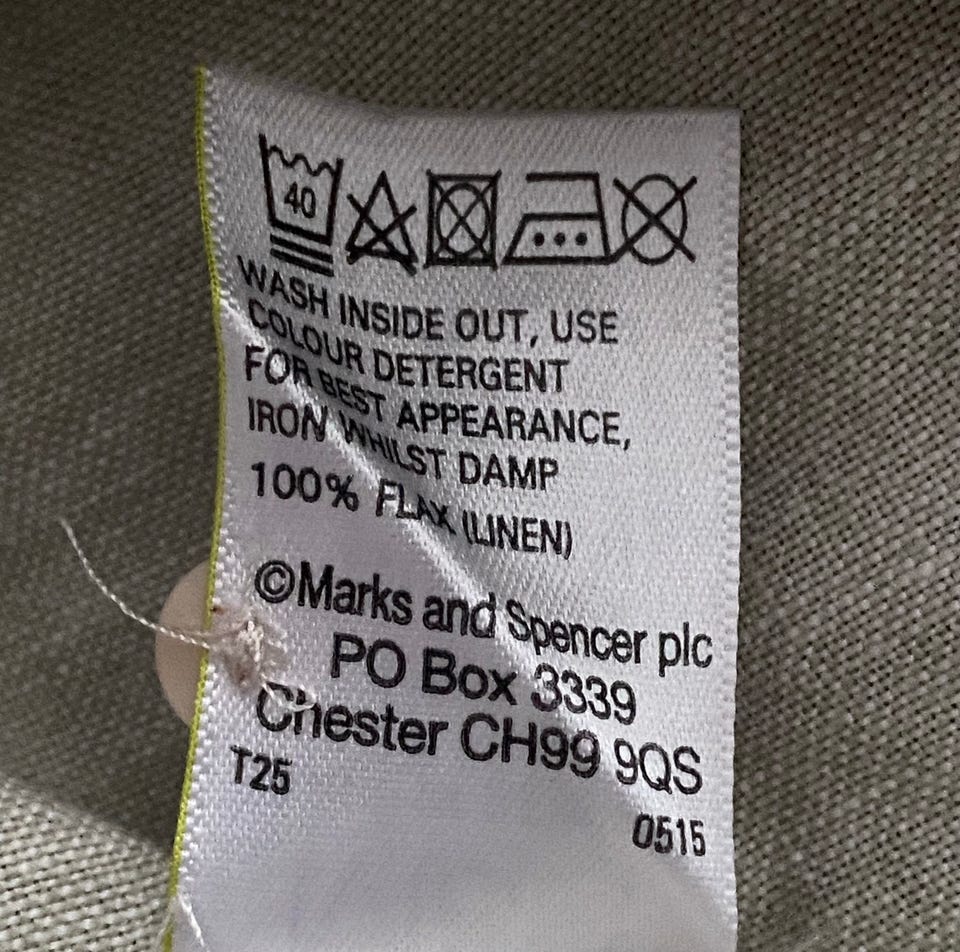 40
WASH INSIDE OUT, USE
COLOUR DETERGENT
FOR BEST APPEARANCE,
IRON WHILST DAMP
100% FLAX (LINEN)
©Marks and Spencer plc
PO Box 3339
Chester CH99 9QS
T25
0515